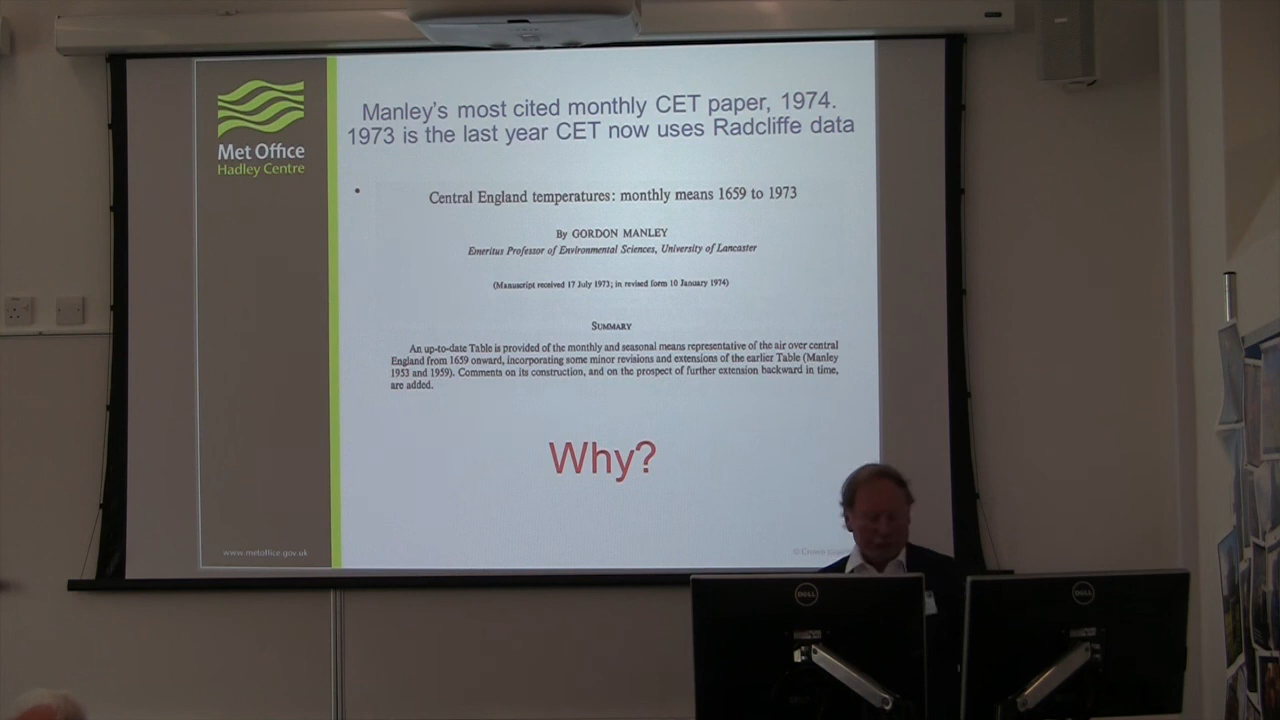 Met Office
Hadley Centre
Manley's most cited monthly CET paper, 1974.
1973 is the last year CET now uses Radcliffe data
•
Central England temperatures: monthly means 1659 to 1973
By GORDON MANLEY
Emeritus Professor of Environmental Sciences, University of Lancaster
(Manuscript received 17 July 1973; in revised form 10 January 1974)
SUMMARY
An up-to-date Table is provided of the monthly and seasonal means representative of the air over central
England from 1659 onward, incorporating some minor revisions and extensions of the earlier Table (Manley
1953 and 1959). Comments on its construction, and on the prospect of further extension backward in time,
are added.
Why?
www.metoffice.gov.uk
© Crown
DELL
DELL